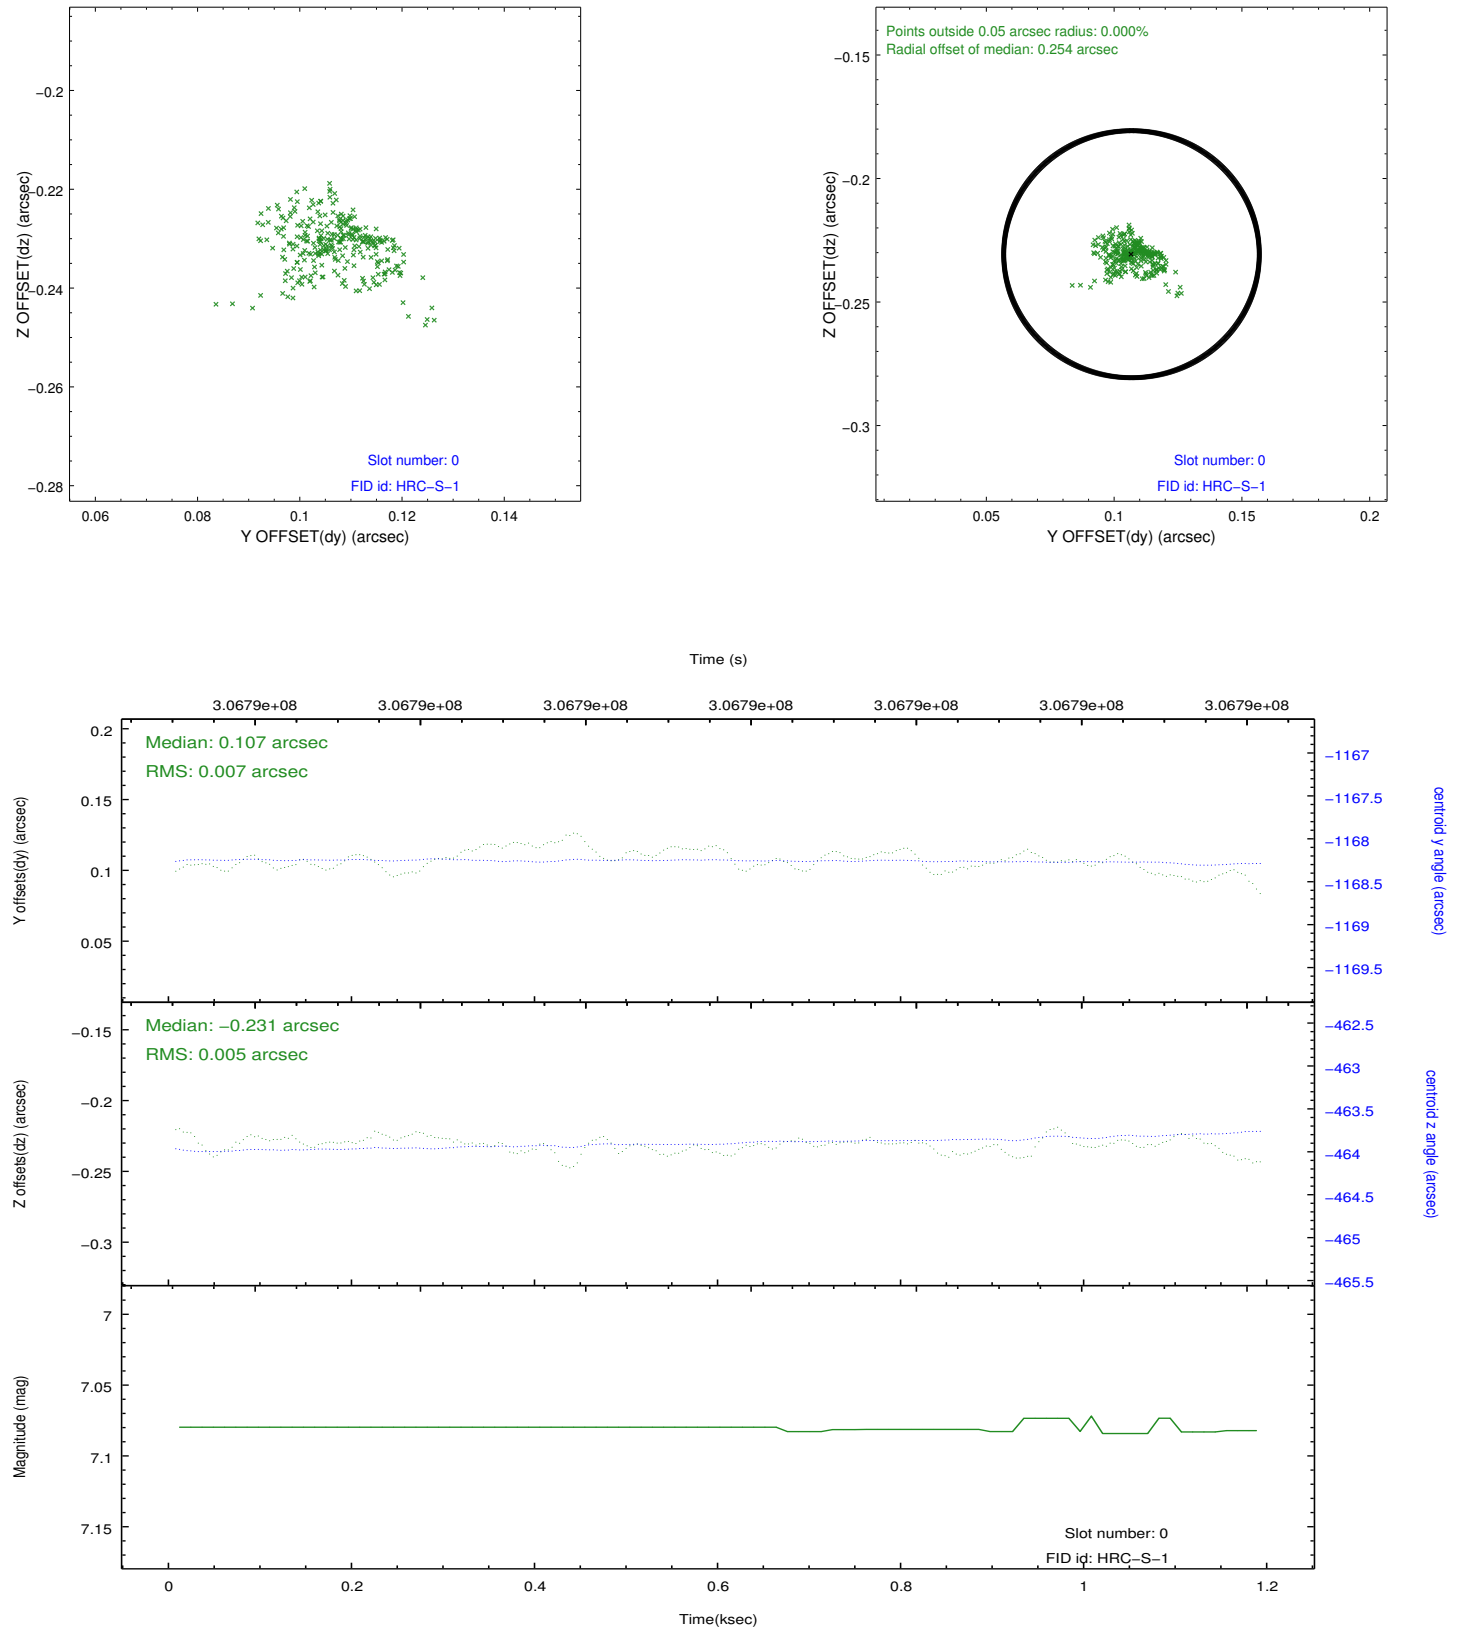 −0.2
−0.22
−0.24
−0.26
−0.28
Z OFFSET(dz) (arcsec)
Slot number: 0
FID id: HRC−S−1
0.06 0.08 0.1 0.12 0.14
Y OFFSET(dy) (arcsec)
Points outside 0.05 arcsec radius: 0.000%
Radial offset of median: 0.254 arcsec
−0.15
−0.2
−0.25
−0.3
Z OFFSET(dz) (arcsec)
Slot number: 0
FID id: HRC−S−1
0.05 0.1 0.15 0.2
Y OFFSET(dy) (arcsec)
Time (s)
3.0679e+08 3.0679e+08 3.0679e+08 3.0679e+08 3.0679e+08 3.0679e+08 3.0679e+08
Median: 0.107 arcsec
RMS: 0.007 arcsec
0.2
0.15
0.1
0.05
Y offsets(dy) (arcsec)
−1167
−1167.5
−1168
−1168.5
−1169
−1169.5
centroid y angle (arcsec)
Median: −0.231 arcsec
RMS: 0.005 arcsec
−0.15
−0.2
−0.25
−0.3
Z offsets(dz) (arcsec)
−462.5
−463
−463.5
−464
−464.5
−465
−465.5
centroid z angle (arcsec)
7
7.05
7.1
7.15
Magnitude (mag)
Slot number: 0
FID id: HRC−S−1
0 0.2 0.4 0.6 0.8 1 1.2
Time(ksec)